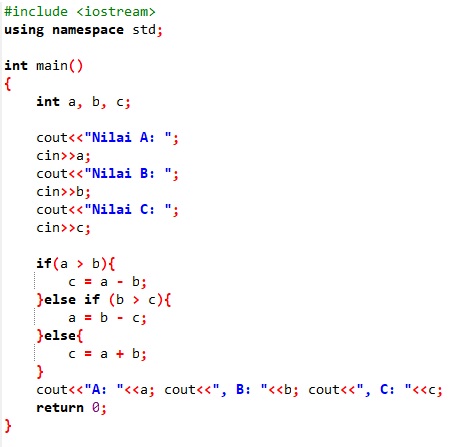 #include <iostream>
using namespace std;

int main()
{
    int a, b, c;

    cout<<"Nilai A: ";
    cin>>a;
    cout<<"Nilai B: ";
    cin>>b;
    cout<<"Nilai C: ";
    cin>>c;

    if(a > b){
        c = a - b;
    }else if (b > c){
        a = b - c;
    }else{
        c = a + b;
    }
    cout<<"A: "<<a; cout<<", B: "<<b; cout<<", C: "<<c;
    return 0;
}